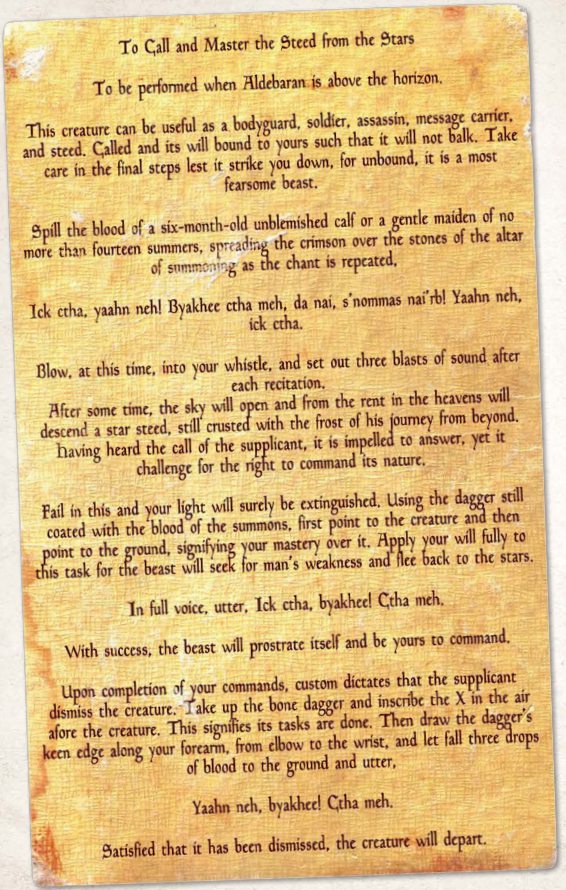 To Call and Master the Steed from the Stars
To be performed when Aldebaran is above the horizon.
This creature can be useful as a bodyguard, soldier, assassin, message carrier,
and steed. Called and its will bound to yours such that it will not balk. Take
care in the final steps lest it strike you down, for unbound, it is a most
fearsome beast.
Spill the blood of a six-month-old unblemished calf or a gentle maiden of no
more than fourteen summers, spreading the crimson over the stones of the altar
of summoning as the chant is repeated,
Ick ctha, yaahn neh! Byakhee ctha meh, da nai, s'nommas nai'rb! Yaahn neh,
ick ctha.
Blow, at this time, into your whistle, and set out three blasts of sound after
each recitation.
After some time, the sky will open and from the rent in the heavens will
descend a star steed, still crusted with the frost of his journey from beyond.
Having heard the call of the supplicant, it is impelled to answer, yet it
challenge for the right to command its nature.
Fail in this and your light will surely be extinguished. Using the dagger still
coated with the blood of the summons, first point to the creature and then
point to the ground, signifying your mastery over it. Apply your will fully to
this task for the beast will seek for man's weakness and flee back to the stars.
In full voice, utter, Ick ctha, byakhee! Ctha meh.
With success, the beast will prostrate itself and be yours to command.
Upon completion of your commands, custom dictates that the supplicant
dismiss the creature. Take up the bone dagger and inscribe the X in the air
afore the creature. This signifies its tasks are done. Then draw the dagger's
keen edge along your forearm, from elbow to the wrist, and let fall three drops
of blood to the ground and utter,
Yaahn neh, byakhee! Ctha meh.
Satisfied that it has been dismissed, the creature will depart.